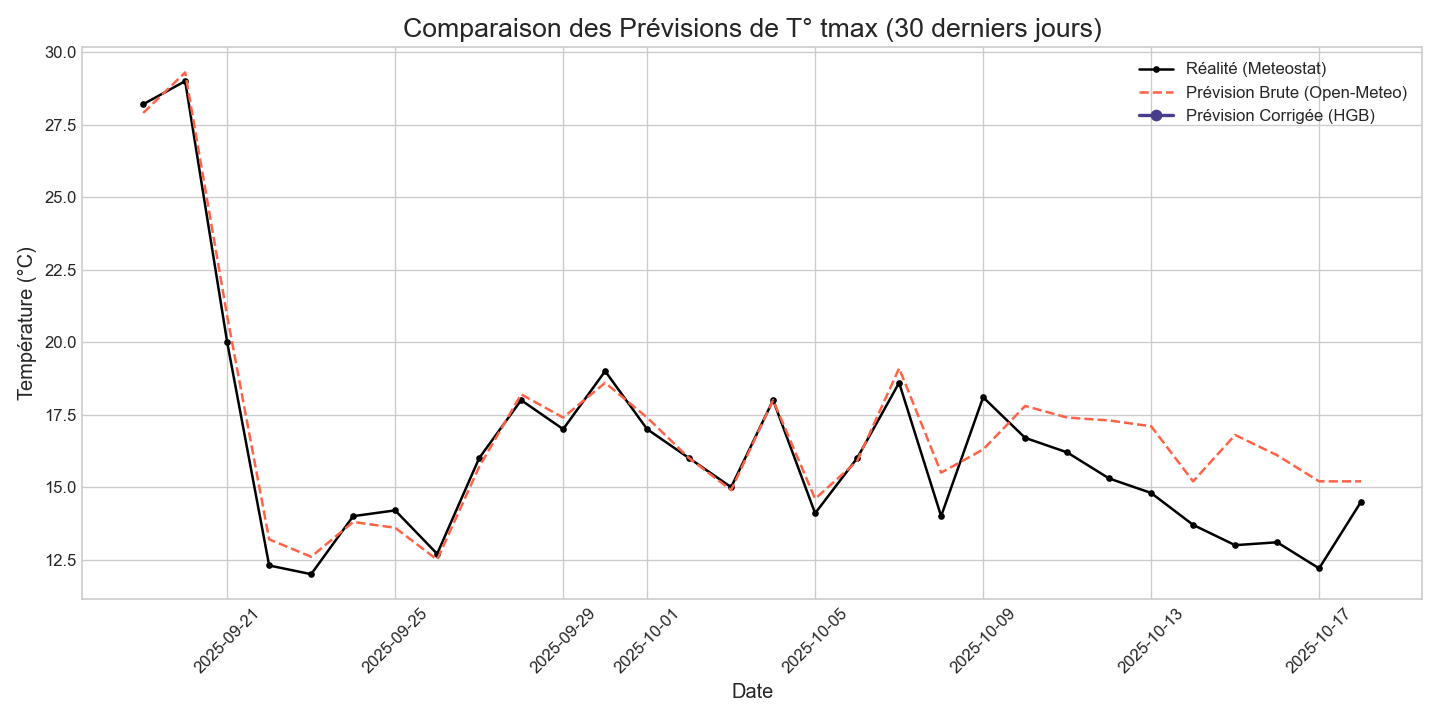 Comparaison des Prévisions de T° tmax (30 derniers jours)
Réalité (Meteostat)
Prévision Brute (Open-Meteo)
Prévision Corrigée (HGB)
Température (°C)
30.0
27.5
25.0
22.5
20.0
17.5
15.0
12.5
2025-09-21
2025-09-25
2025-09-29
2025-10-01
2025-10-05
2025-10-09
2025-10-13
2025-10-17
Date